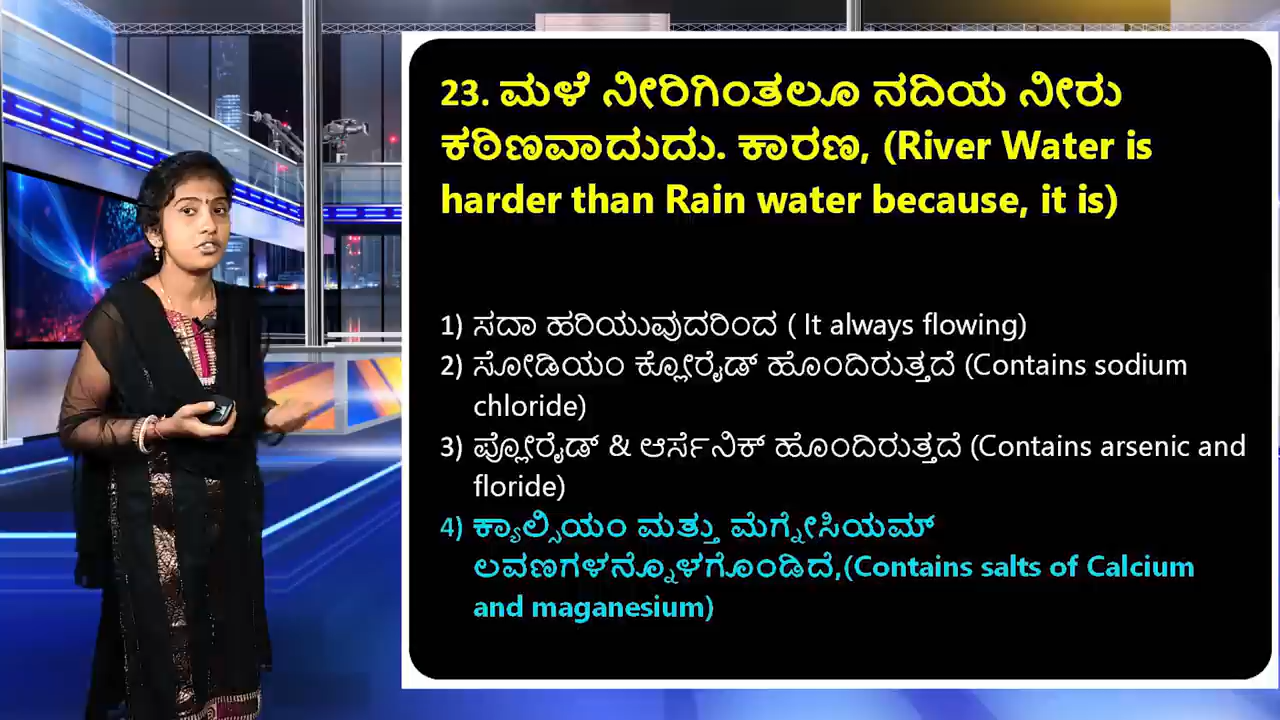 23. ಮಳೆ ನೀರಿಗಿಂತಲೂ ನದಿಯ ನೀರು
ಕಠಿಣವಾದುದು. ಕಾರಣ, (River Water is
harder than Rain water because, it is)
1) ಸದಾ ಹರಿಯುವುದರಿಂದ ( It always flowing)
2) ಸೋಡಿಯಂ ಕ್ಲೋರೈಡ್ ಹೊಂದಿರುತ್ತದೆ (Contains sodium
chloride)
3) ಪ್ಲೋರೈಡ್ & ಆರ್ಸೆನಿಕ್ ಹೊಂದಿರುತ್ತದೆ (Contains arsenic and
floride)
4) ಕ್ಯಾಲ್ಸಿಯಂ ಮತ್ತು ಮೆಗ್ನೇಸಿಯಮ್
ಲವಣಗಳನ್ನೊಳಗೊಂಡಿದೆ,(Contains salts of Calcium
and maganesium)